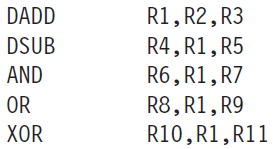 DADD R1,R2,R3
DSUB R4,R1,R5
AND R6,R1,R7
OR R8,R1,R9
XOR R10,R1,R11